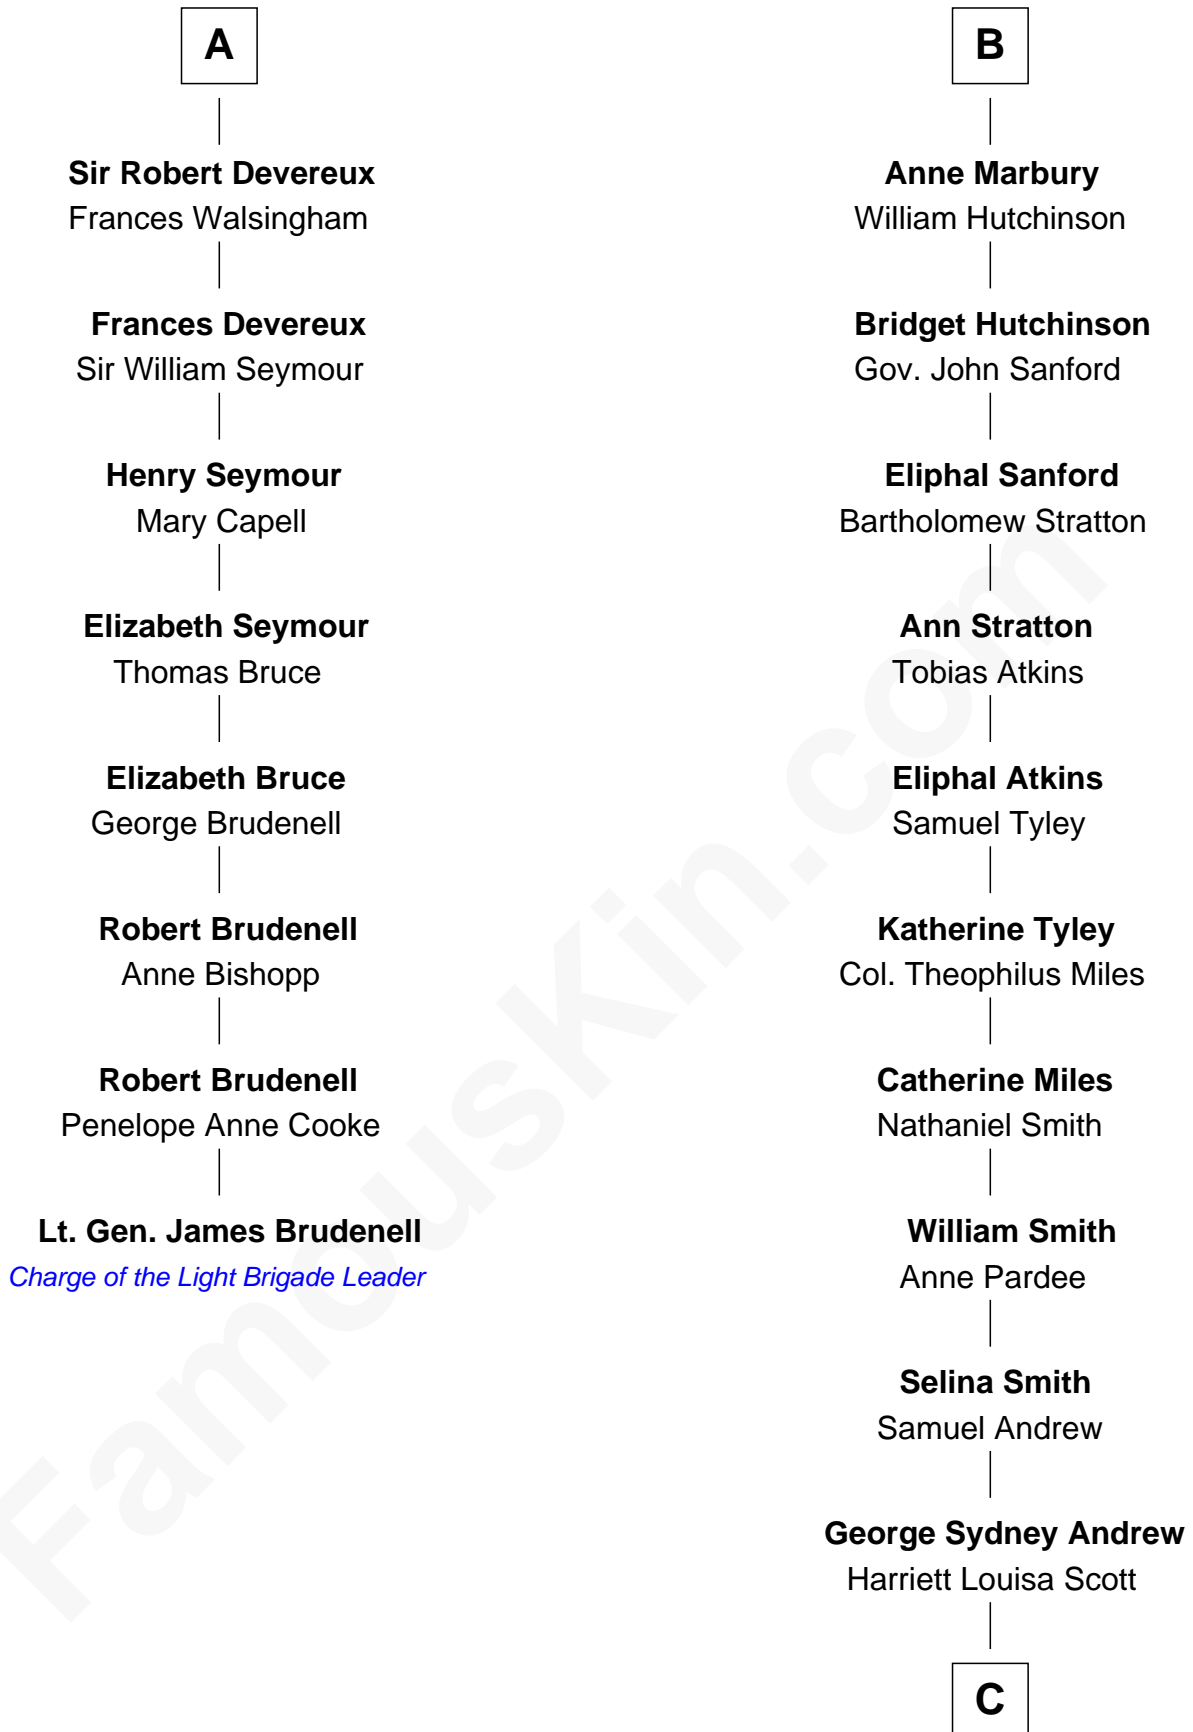 A
Sir Robert Devereux
Frances Walsingham
Frances Devereux
Sir William Seymour
Henry Seymour
Mary Capell
Elizabeth Seymour
Thomas Bruce
Elizabeth Bruce
George Brudenell
Robert Brudenell
Anne Bishopp
Robert Brudenell
Penelope Anne Cooke
Lt. Gen. James Brudenell
Charge of the Light Brigade Leader
B
Anne Marbury
William Hutchinson
Bridget Hutchinson
Gov. John Sanford
Eliphal Sanford
Bartholomew Stratton
Ann Stratton
Tobias Atkins
Eliphal Atkins
Samuel Tyley
Katherine Tyley
Col. Theophilus Miles
Catherine Miles
Nathaniel Smith
William Smith
Anne Pardee
Selina Smith
Samuel Andrew
George Sydney Andrew
Harriett Louisa Scott
C
FamousKin.com